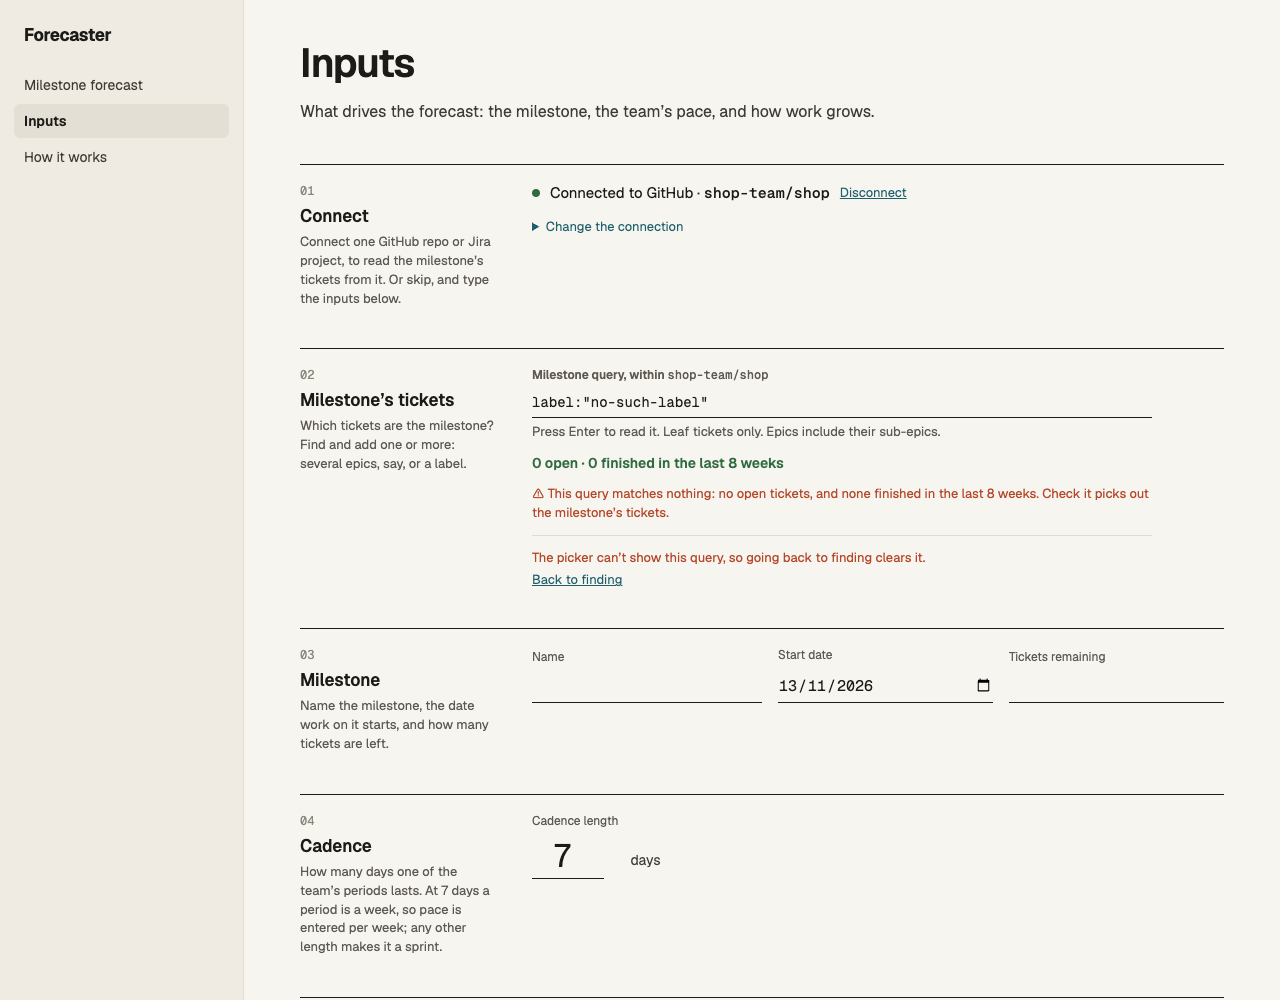 Forecaster
Milestone forecast
Inputs
How it works
Inputs
What drives the forecast: the milestone, the team’s pace, and how work grows.
01
Connect
Connect one GitHub repo or Jira
project, to read the milestone’s
tickets from it. Or skip, and type
the inputs below.
Connected to GitHub · shop-team/shop Disconnect
Change the connection
02
Milestone’s tickets
Which tickets are the milestone?
Find and add one or more:
several epics, say, or a label.
Milestone query, within shop-team/shop
label:"no-such-label"
Press Enter to read it. Leaf tickets only. Epics include their sub-epics.
0 open · 0 finished in the last 8 weeks
⚠ This query matches nothing: no open tickets, and none finished in the last 8 weeks. Check it picks out
the milestone’s tickets.
The picker can’t show this query, so going back to finding clears it.
Back to finding
03
Milestone
Name the milestone, the date
work on it starts, and how many
tickets are left.
Name
Start date
13/11/2026
Tickets remaining
04
Cadence
How many days one of the
team’s periods lasts. At 7 days a
period is a week, so pace is
entered per week; any other
length makes it a sprint.
Cadence length
7 days